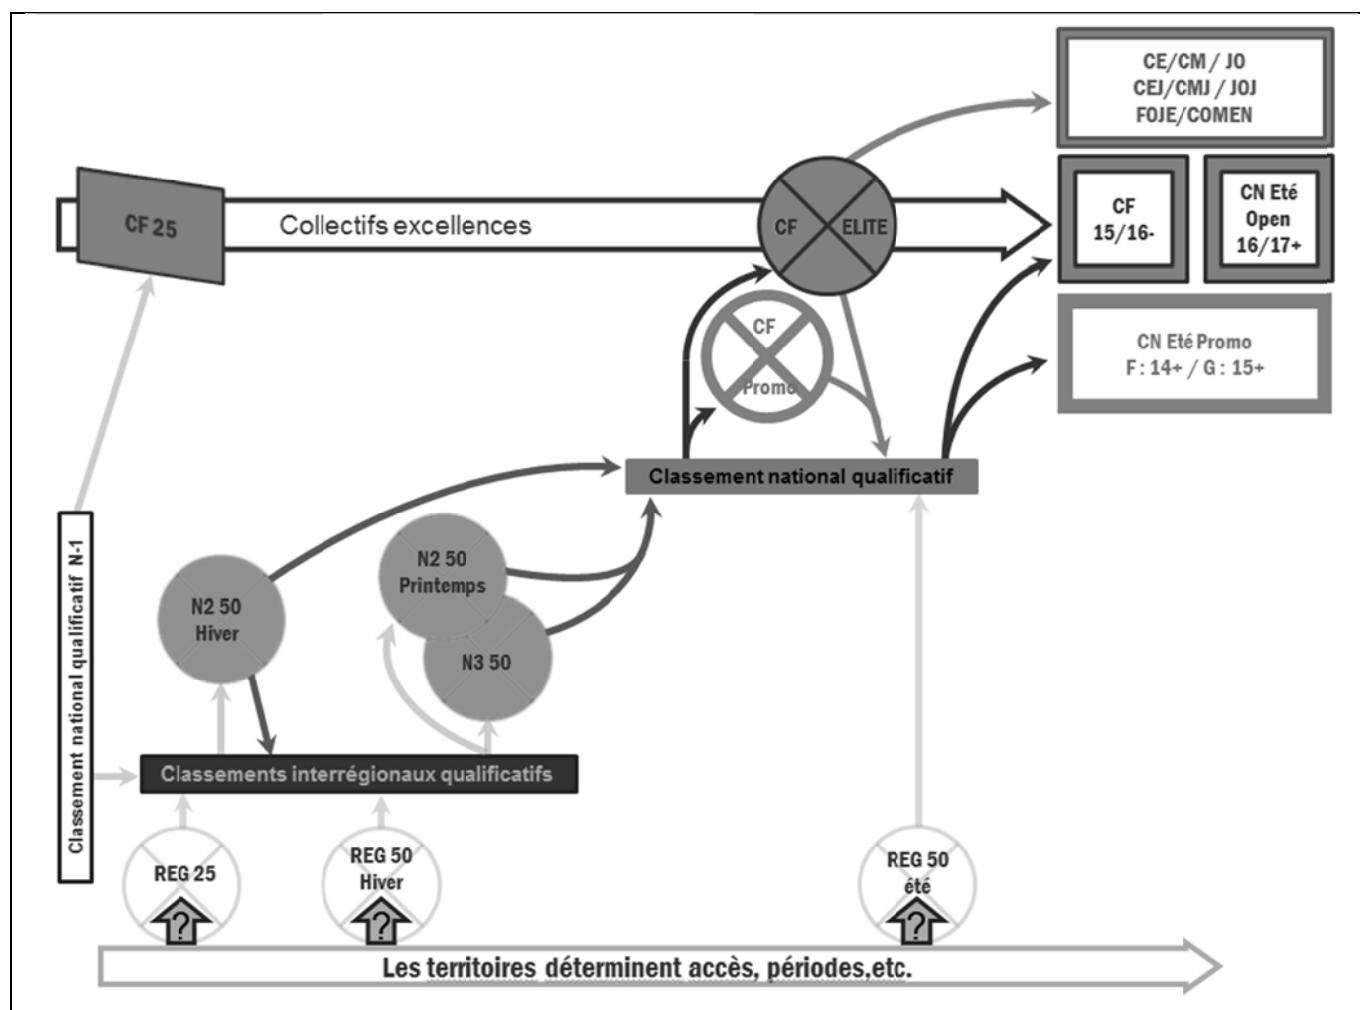 CE/CM / JO
CEJ/CMJ / JOJ
FOJE/COMEN
CF 25
Collectifs excellences
CF
ELITE
CF
15/16-
CN Eté
Open
16/17+
CF
Promo
CN Eté Promo
F : 14+ / G : 15+
Classement national qualificatif
Classement national qualificatif N-1
N2 50
Hiver
N2 50
Printemps
N3 50
Classements interrégionaux qualificatifs
REG 25
?
REG 50
Hiver
?
REG 50
été
?
Les territoires déterminent accès, périodes,etc.